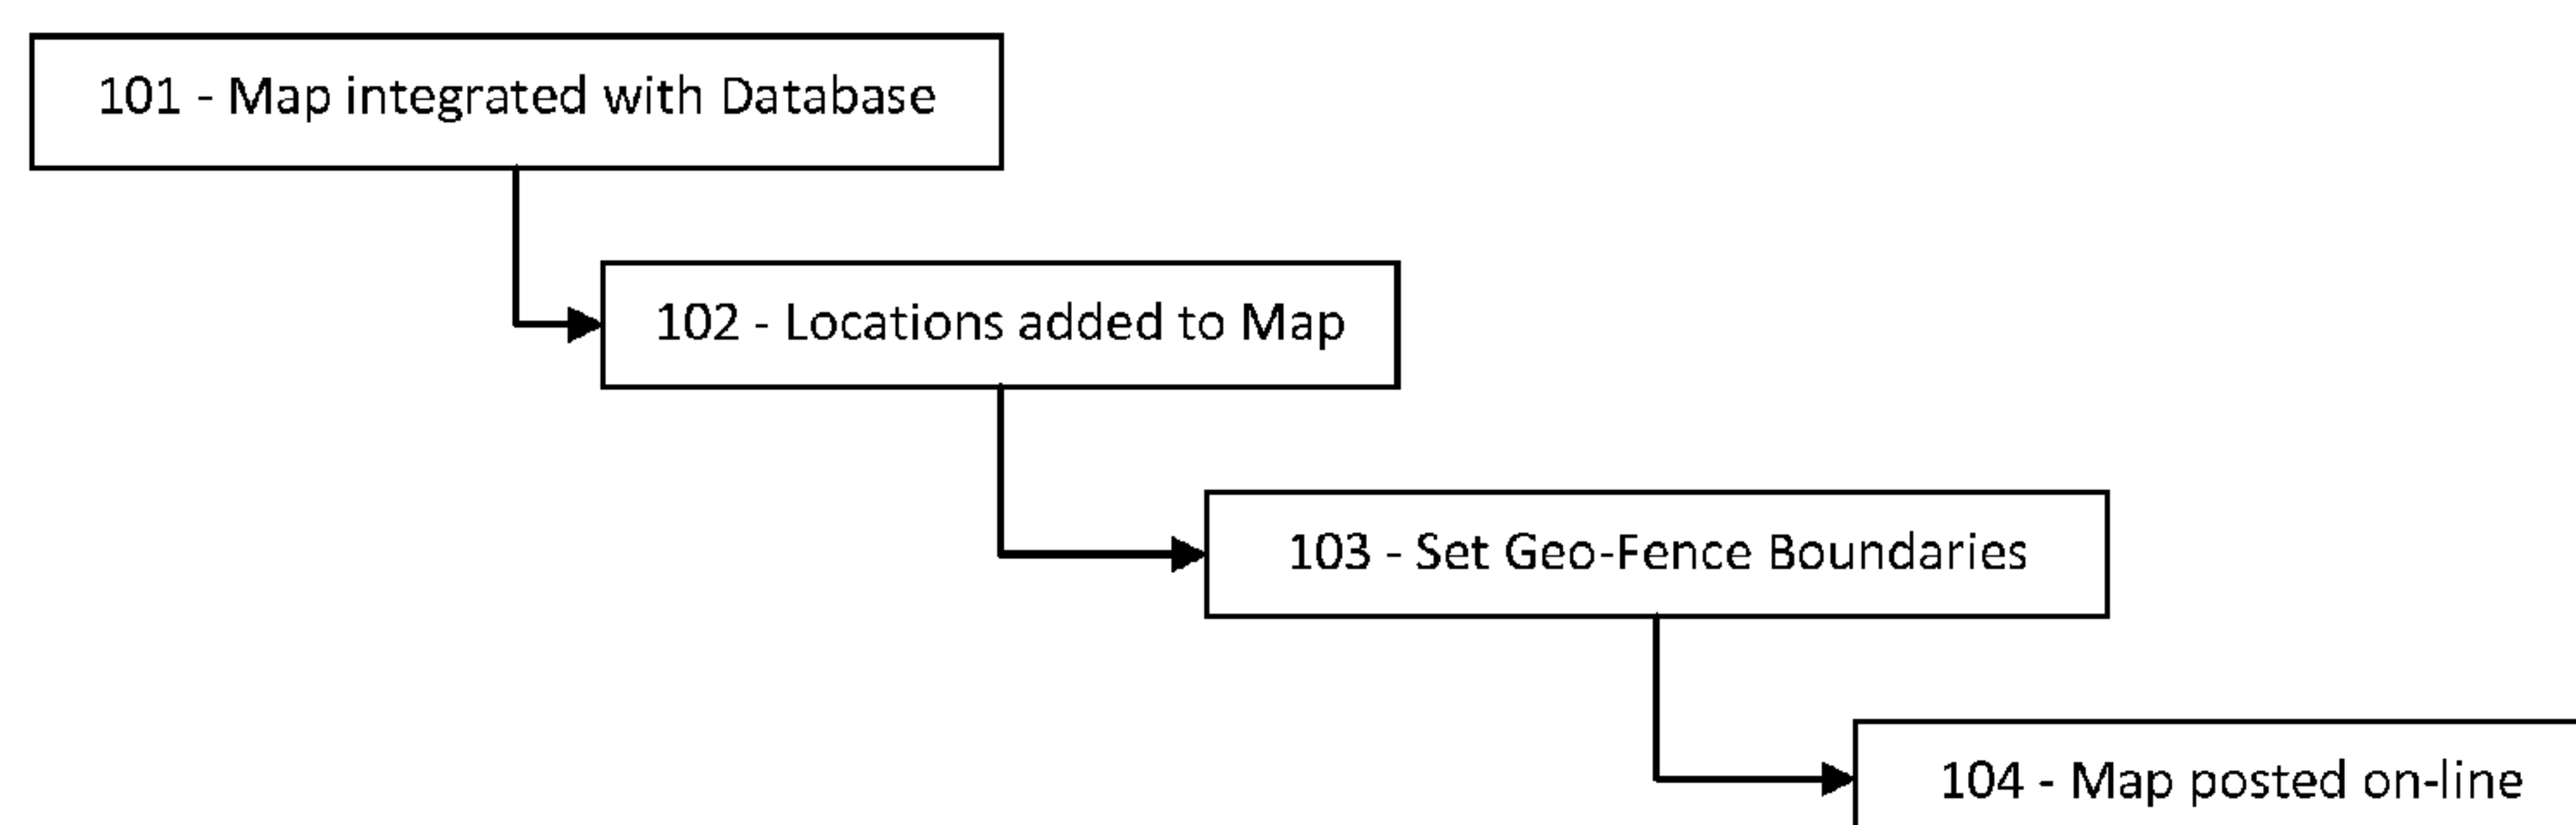 101 - Map integrated with Database
102 - Locations added to Map
103 - Set Geo-Fence Boundaries
104 - Map posted on-line